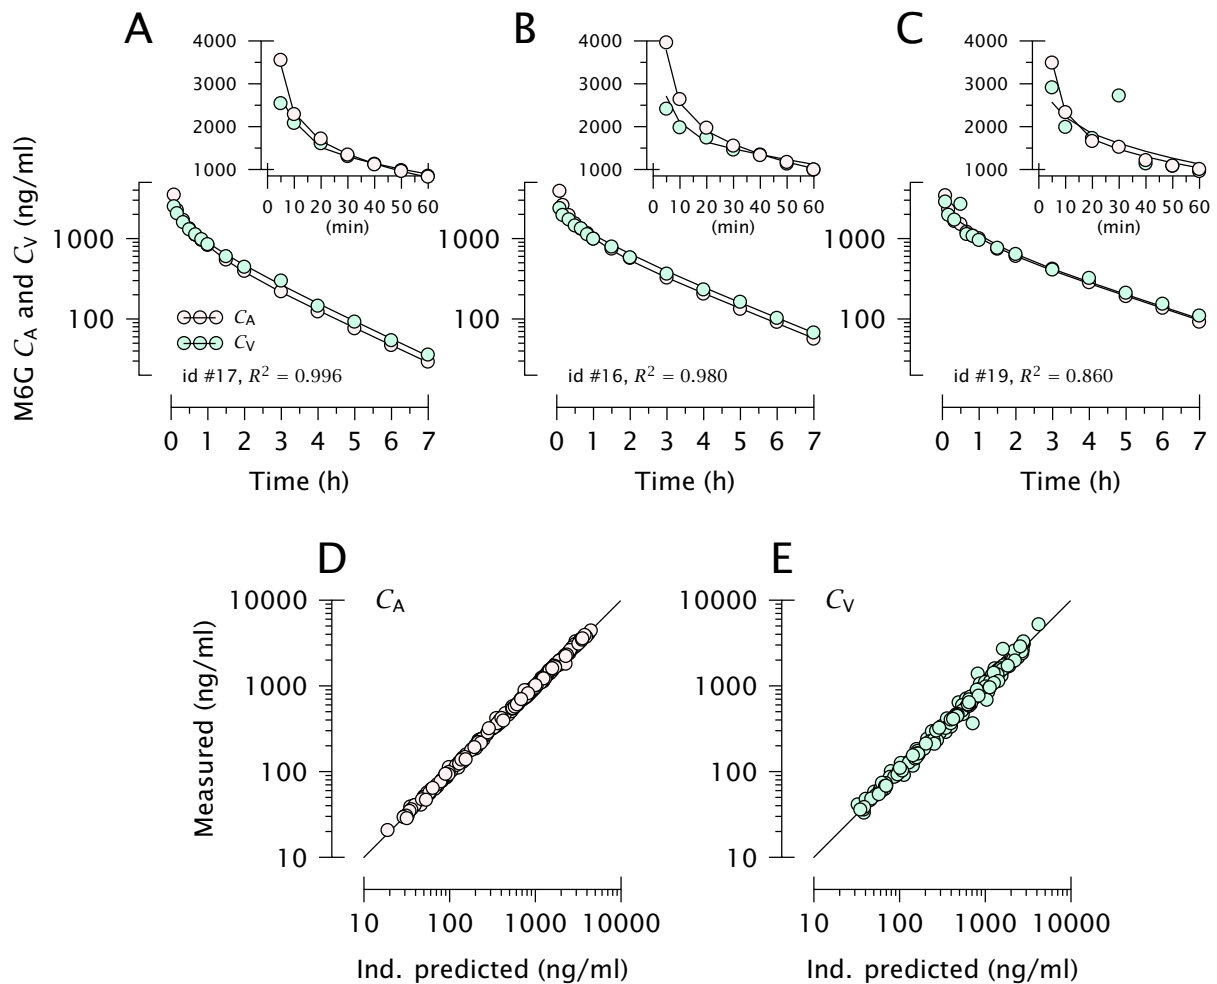 A
B
C
M6G C_A and C_V (ng/ml)
4000
3000
2000
1000
0 10 20 30 40 50 60
(min)
4000
3000
2000
1000
0 10 20 30 40 50 60
(min)
4000
3000
2000
1000
0 10 20 30 40 50 60
(min)
1000
100
C_A
C_V
id #17, R² = 0.996
0 1 2 3 4 5 6 7
Time (h)
1000
100
id #16, R² = 0.980
0 1 2 3 4 5 6 7
Time (h)
1000
100
id #19, R² = 0.860
0 1 2 3 4 5 6 7
Time (h)
D
C_A
Measured (ng/ml)
10000
1000
100
10
10 100 1000 10000
Ind. predicted (ng/ml)
E
C_V
10000
1000
100
10
10 100 1000 10000
Ind. predicted (ng/ml)